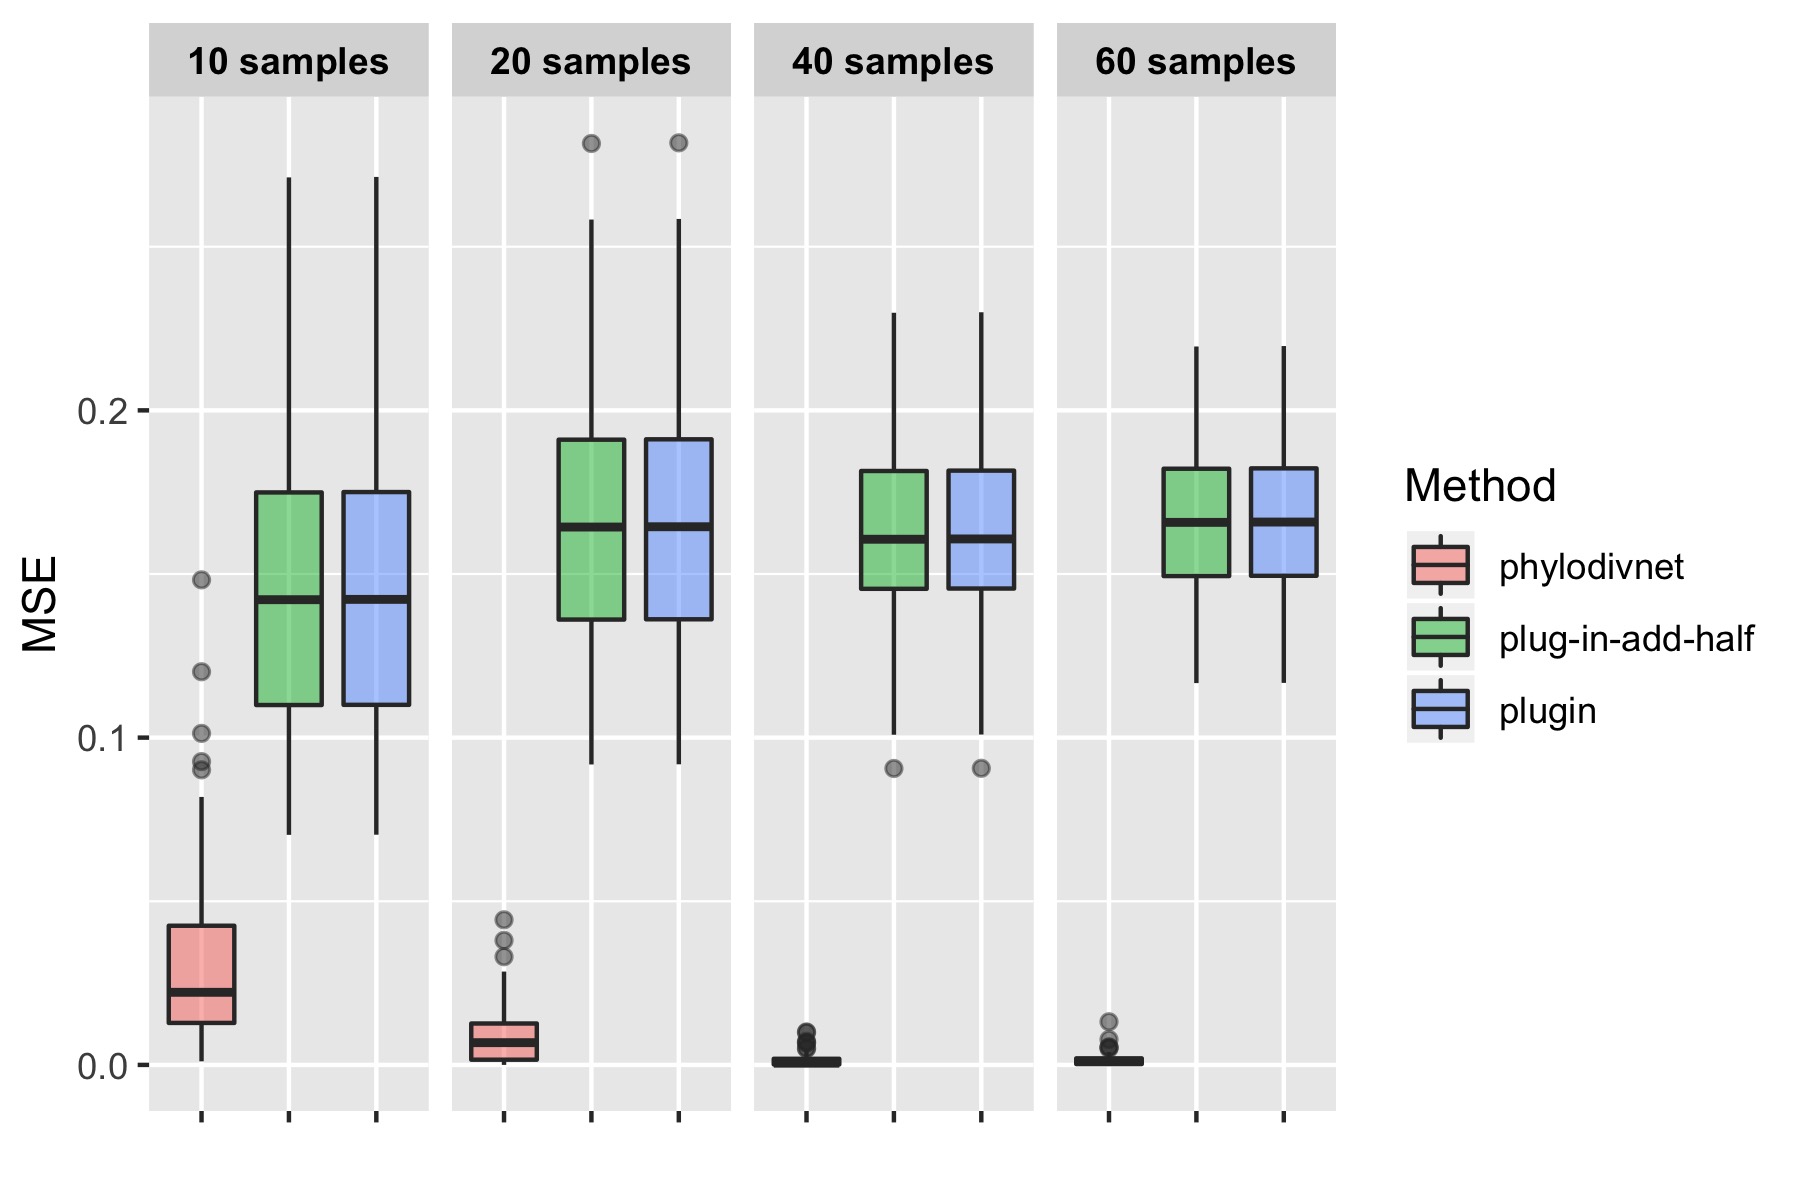 10 samples
20 samples
40 samples
60 samples
MSE
0.2
0.1
0.0
Method
phylodivnet
plug-in-add-half
plugin